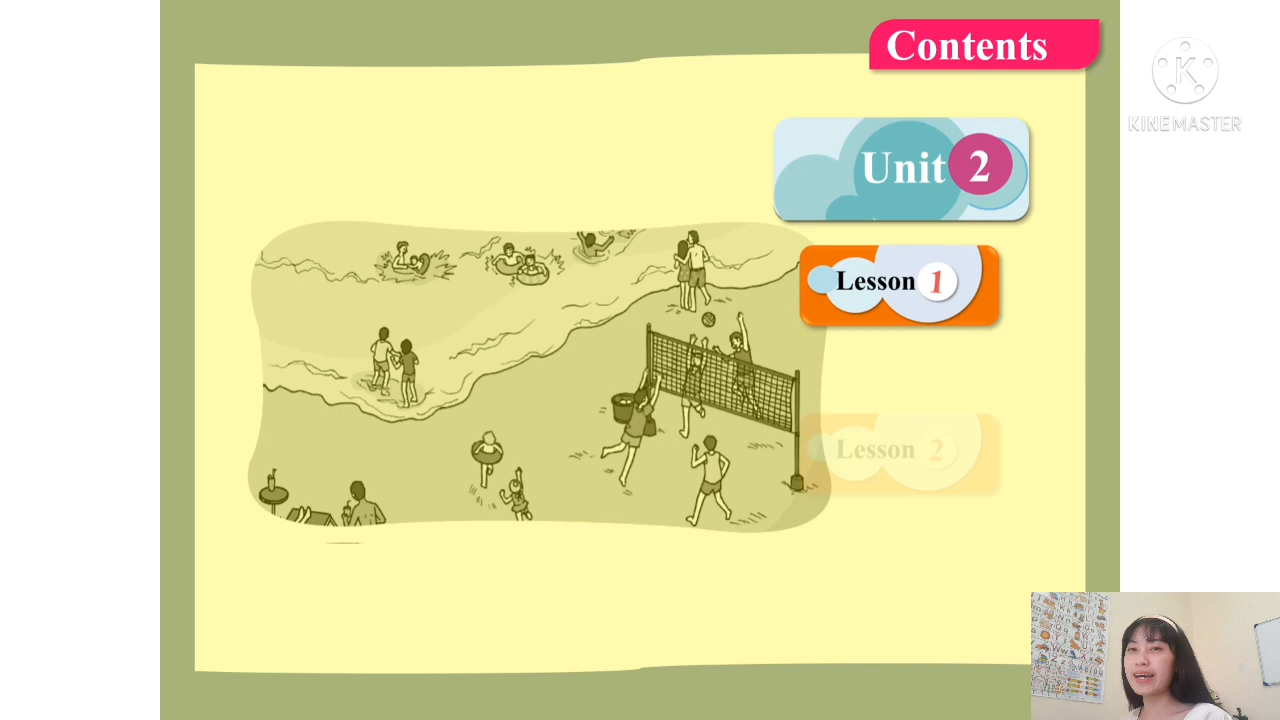 Contents
K
KINEMASTER
Unit 2
Lesson 1
Lesson 2